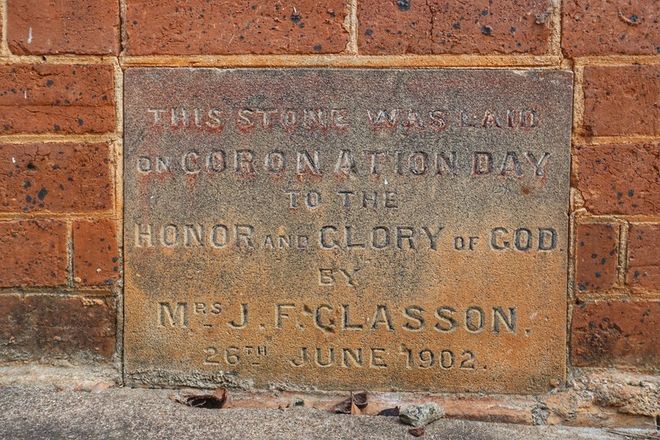 THIS STONE WAS LAID
ON CORONATION DAY
TO THE
HONOR AND GLORY OF GOD
BY
MRS J. F. CLASSON.
26TH JUNE 1902.